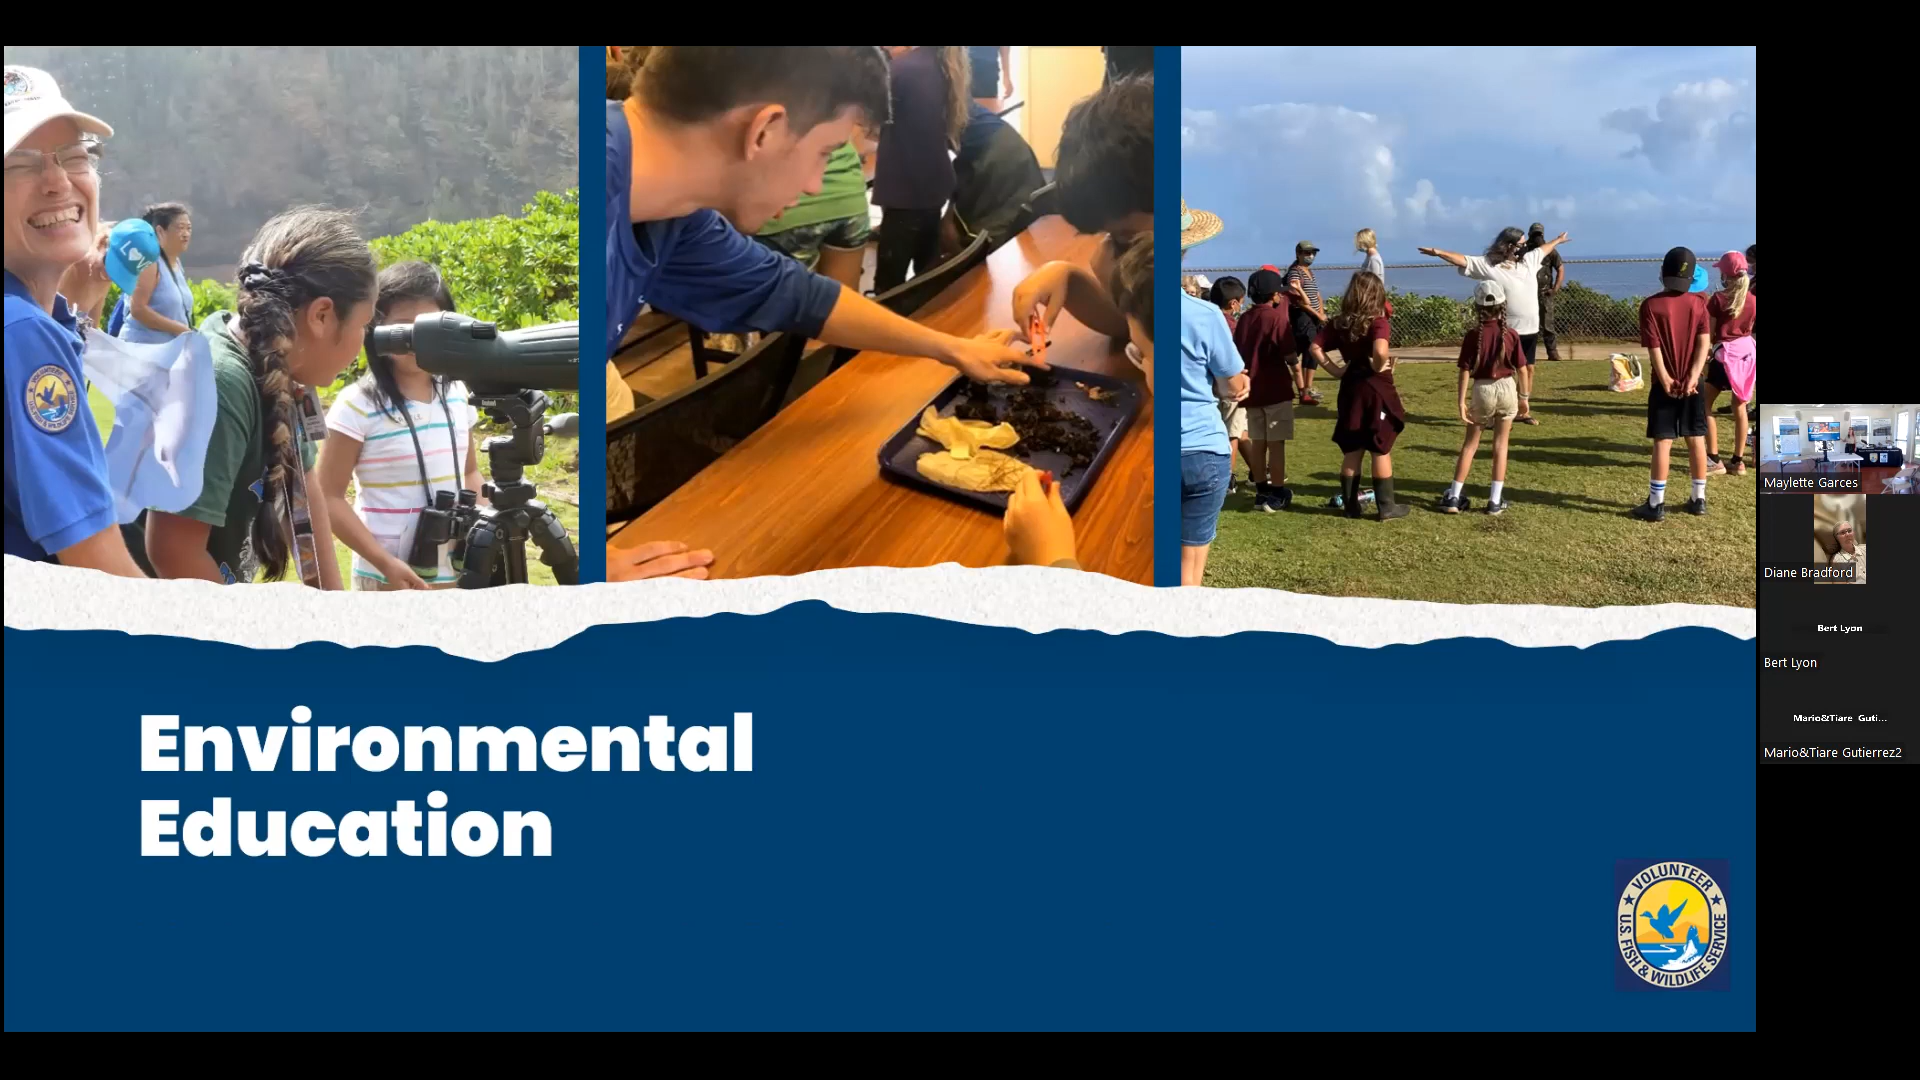 Environmental
Education
VOLUNTEER
U.S. FISH & WILDLIFE SERVICE
VOLUNTEER
Maylette Garces
Diane Bradford
Bert Lyon
Bert Lyon
Mario&Tiare Guti...
Mario&Tiare Gutierrez2